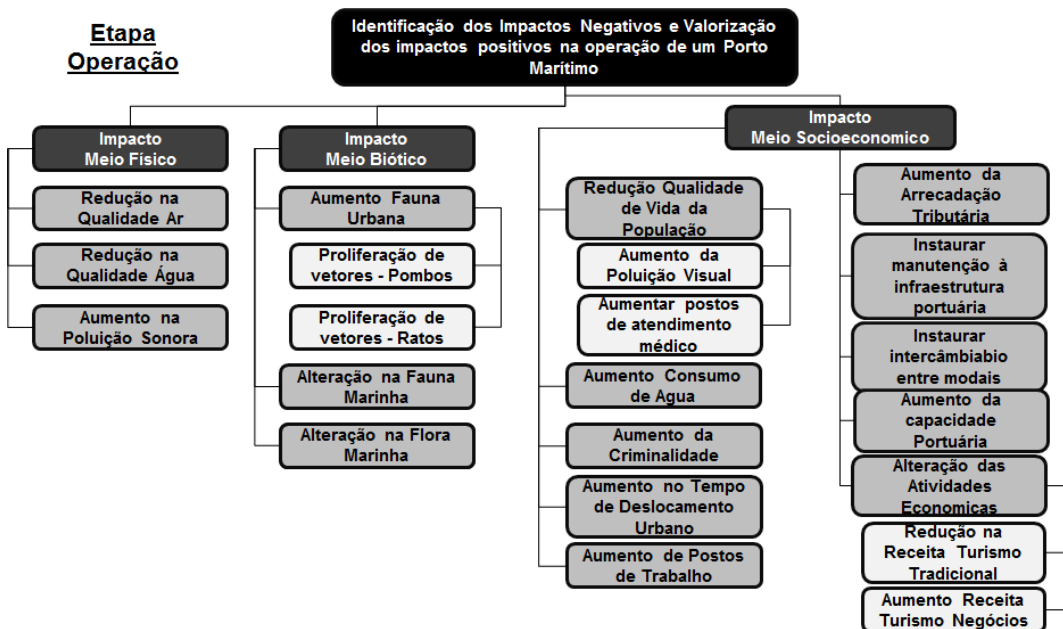 Etapa
Operação
Identificação dos Impactos Negativos e Valorização
dos impactos positivos na operação de um Porto
Marítimo
Impacto
Meio Físico
Redução na
Qualidade Ar
Redução na
Qualidade Água
Aumento na
Poluição Sonora
Impacto
Meio Biótico
Aumento Fauna
Urbana
Proliferação de
vetores - Pombos
Proliferação de
vetores - Ratos
Alteração na Fauna
Marinha
Alteração na Flora
Marinha
Impacto
Meio Socioeconomico
Redução Qualidade
de Vida da
População
Aumento da
Poluição Visual
Aumentar postos
de atendimento
médico
Aumento Consumo
de Agua
Aumento da
Criminalidade
Aumento no Tempo
de Deslocamento
Urbano
Aumento de Postos
de Trabalho
Aumento da
Arrecadação
Tributária
Instaurar
manutenção à
infraestrutura
portuária
Instaurar
intercâmbiabio
entre modais
Aumento da
capacidade
Portuária
Alteração das
Atividades
Economicas
Redução na
Receita Turismo
Tradicional
Aumento Receita
Turismo Negócios